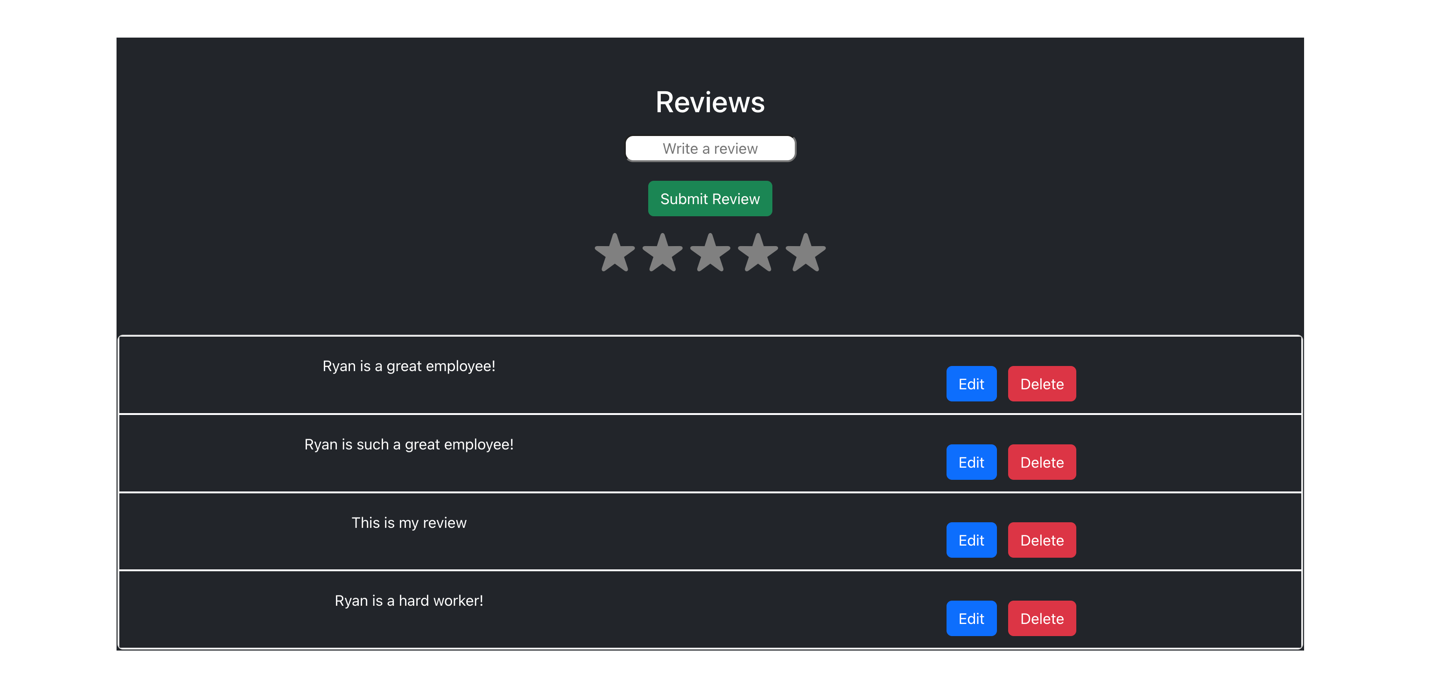 Reviews
Write a review
Submit Review
Ryan is a great employee!
Edit Delete
Ryan is such a great employee!
Edit Delete
This is my review
Edit Delete
Ryan is a hard worker!
Edit Delete